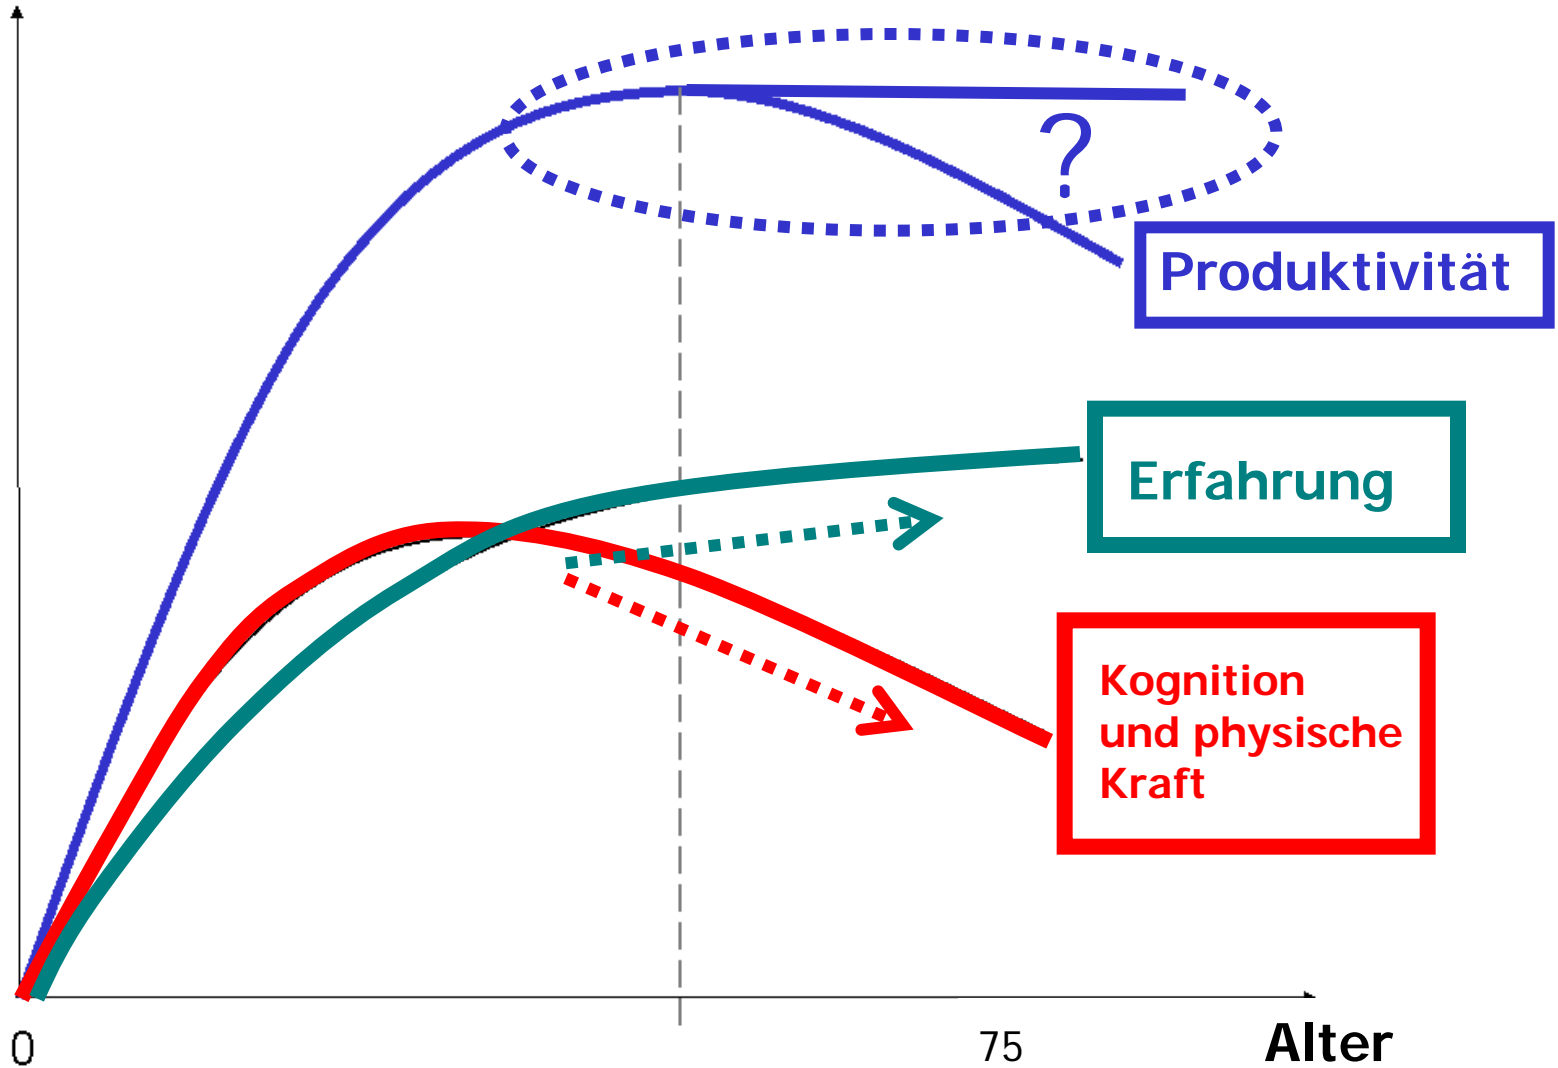 ?
Produktivität
Erfahrung
Kognition
und physische
Kraft
0
75
Alter